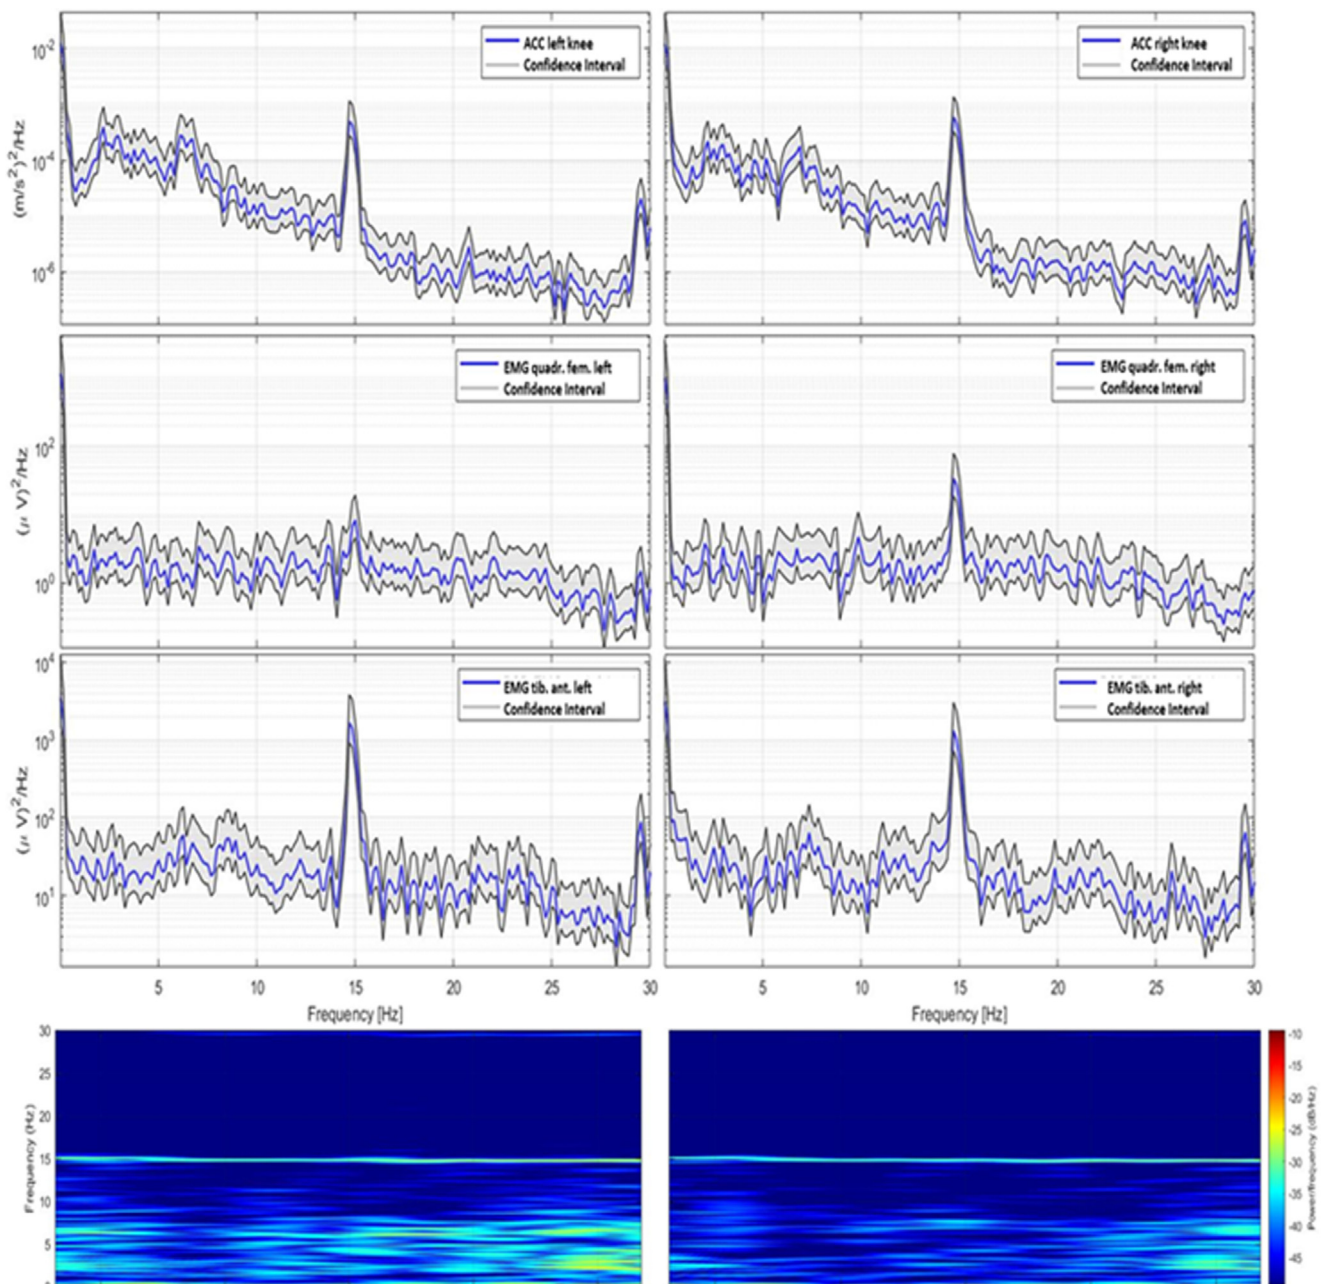 ACC left knee
Confidence Interval
ACC right knee
Confidence Interval
10-2
10-4
10-6
(m/s2)2/Hz
EMG quadr. fem. left
Confidence Interval
EMG quadr. fem. right
Confidence Interval
102
100
(μ V)2/Hz
EMG tib. ant. left
Confidence Interval
EMG tib. ant. right
Confidence Interval
104
103
102
101
(μ V)2/Hz
5 10 15 20 25 30
5 10 15 20 25 30
Frequency [Hz]
Frequency [Hz]
30
25
20
15
10
5
Frequency (Hz)
-10
-15
-20
-25
-30
-35
-40
-45
Power/frequency (dB/Hz)